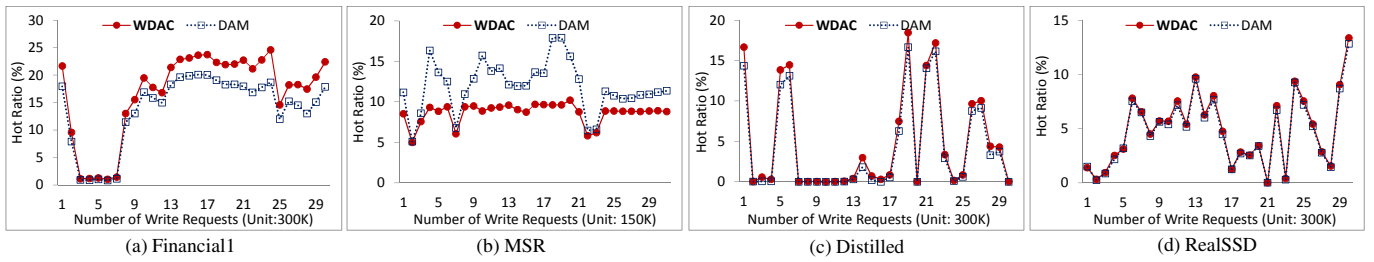 WDAC DAM
Hot Ratio (%)
30
25
20
15
10
5
0
1 5 9 13 17 21 25 29
Number of Write Requests (Unit:300K)
(a) Financial1
WDAC DAM
Hot Ratio (%)
20
15
10
5
0
1 5 9 13 17 21 25 29
Number of Write Requests (Unit: 150K)
(b) MSR
WDAC DAM
Hot Ratio (%)
20
15
10
5
0
1 5 9 13 17 21 25 29
Number of Write Requests (Unit: 300K)
(c) Distilled
WDAC DAM
Hot Ratio (%)
15
10
5
0
1 5 9 13 17 21 25 29
Number of Write Requests (Unit: 300K)
(d) RealSSD